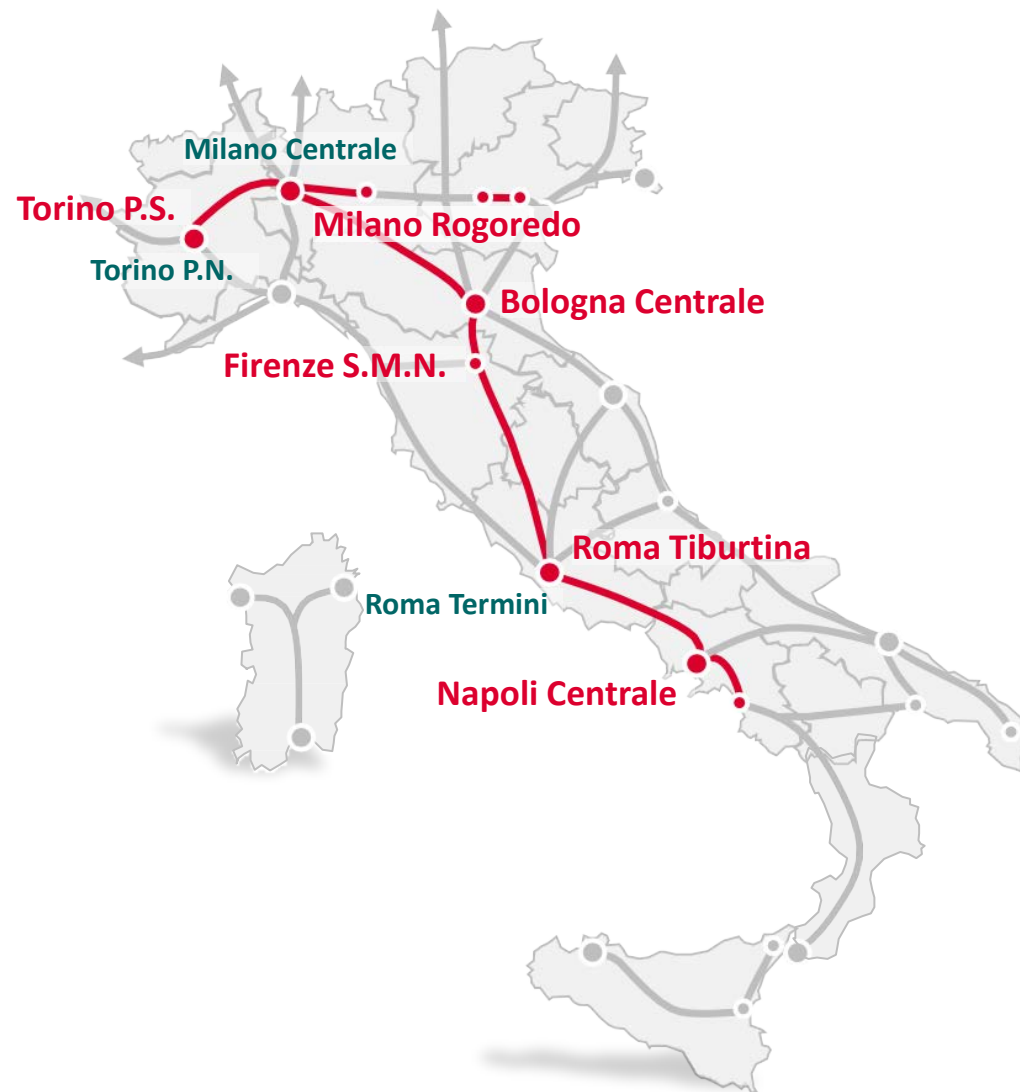 Milano Centrale
Torino P.S.
Milano Rogoredo
Torino P.N.
Bologna Centrale
Firenze S.M.N.
Roma Tiburtina
Roma Termini
Napoli Centrale